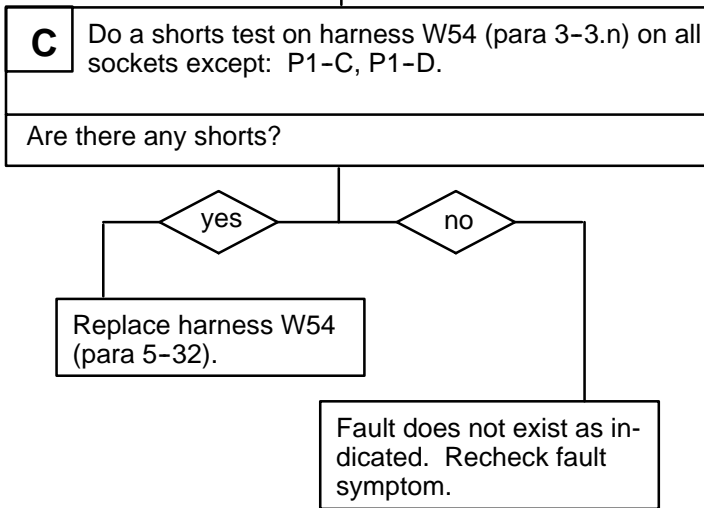 C
Do a shorts test on harness W54 (para 3-3.n) on all
sockets except:  P1-C, P1-D.
Are there any shorts?
yes
no
Replace harness W54
(para 5-32).
Fault does not exist as in-
dicated.  Recheck fault
symptom.